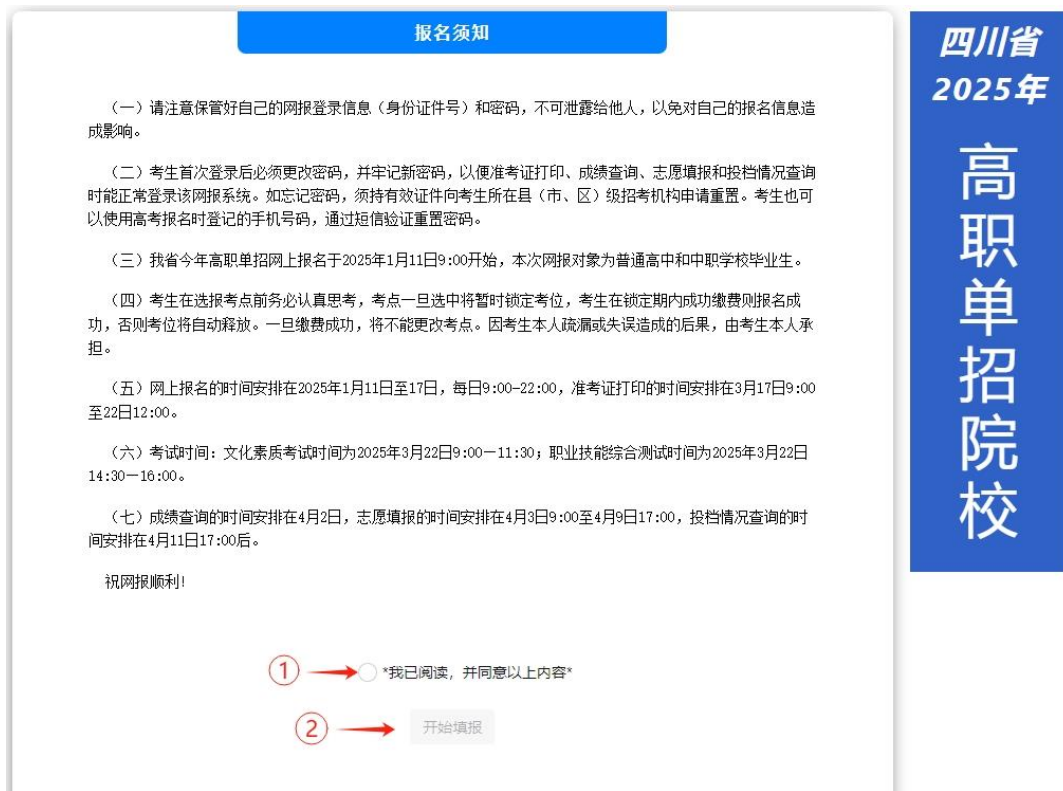 报名须知
(一)请注意保管好自己的网报登录信息(身份证件号)和密码,不可泄露给他人,以免对自己的报名信息造
成影响。
(二)考生首次登录后必须更改密码,并牢记新密码,以便准考证打印、成绩查询、志愿填报和投档情况查询
时能正常登录该网报系统。如忘记密码,须持有效证件向考生所在县(市、区)级招考机构申请重置。考生也可
以使用高考报名时登记的手机号码,通过短信验证重置密码。
(三)我省今年高职单招网上报名于2025年1月11日9:00开始,本次网报对象为普通高中和中职学校毕业生。
(四)考生在选报考点前务必认真思考,考点一旦选中将暂时锁定考位,考生在锁定期内成功缴费则报名成
功,否则考位将自动释放。一旦缴费成功,将不能更改考点。因考生本人疏漏或失误造成的后果,由考生本人承
担。
(五)网上报名的时间安排在2025年1月11日至17日,每日9:00-22:00,准考证打印的时间安排在3月17日9:00
至22日12:00。
(六)考试时间:文化素质考试时间为2025年3月22日9:00—11:30;职业技能综合测试时间为2025年3月22日
14:30—16:00。
(七)成绩查询的时间安排在4月2日,志愿填报的时间安排在4月3日9:00至4月9日17:00,投档情况查询的时
间安排在4月11日17:00后。
祝网报顺利!
① *我已阅读,并同意以上内容*
② 开始填报
四川省
2025年
高职单招院校